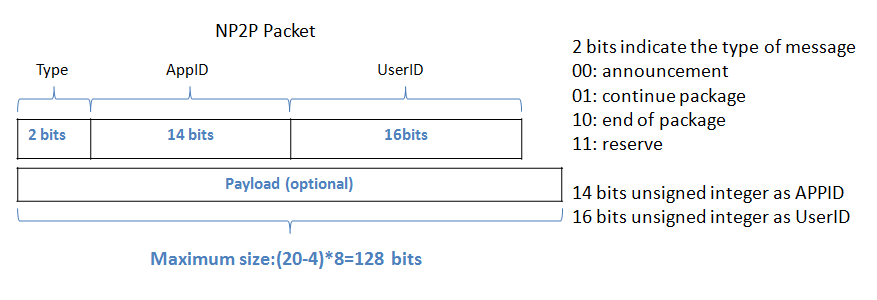 NP2P Packet
Type AppID UserID
2 bits 14 bits 16bits
Payload (optional)
Maximum size:(20-4)*8=128 bits
2 bits indicate the type of message
00: announcement
01: continue package
10: end of package
11: reserve
14 bits unsigned integer as APPID
16 bits unsigned integer as UserID